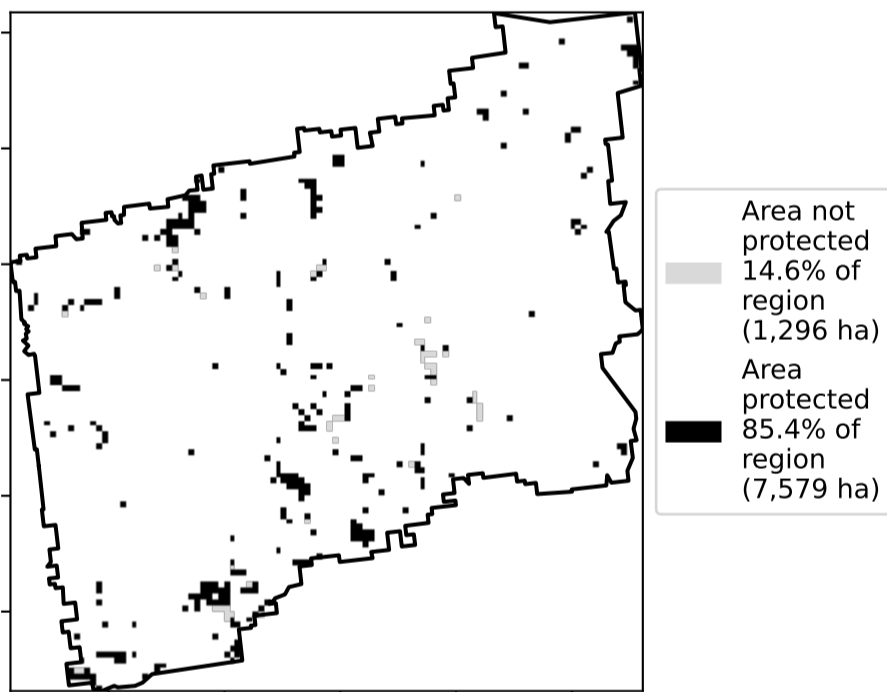 Area not
protected
14.6% of
region
(1,296 ha)
Area
protected
85.4% of
region
(7,579 ha)